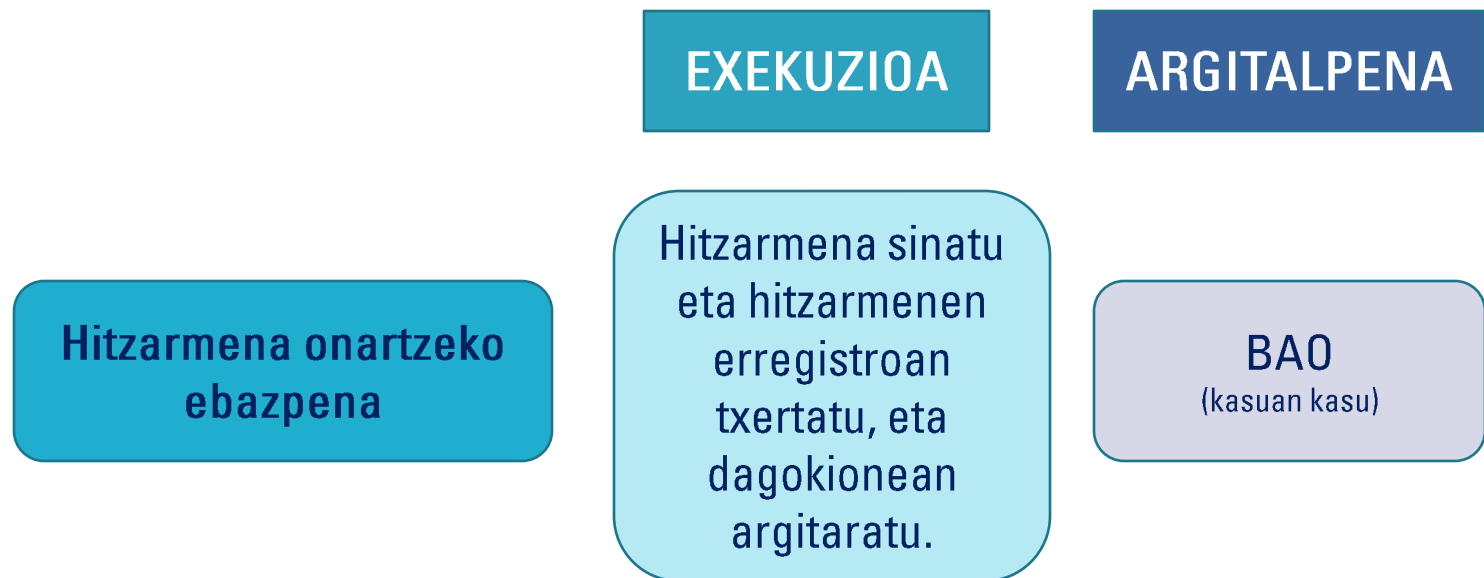 EXEKUZIOA
ARGITALPENA
Hitzarmena onartzeko
ebazpena
Hitzarmena sinatu
eta hitzarmenen
erregistroan
txertatu, eta
dagokionean
argitaratu.
BAO
(kasuan kasu)